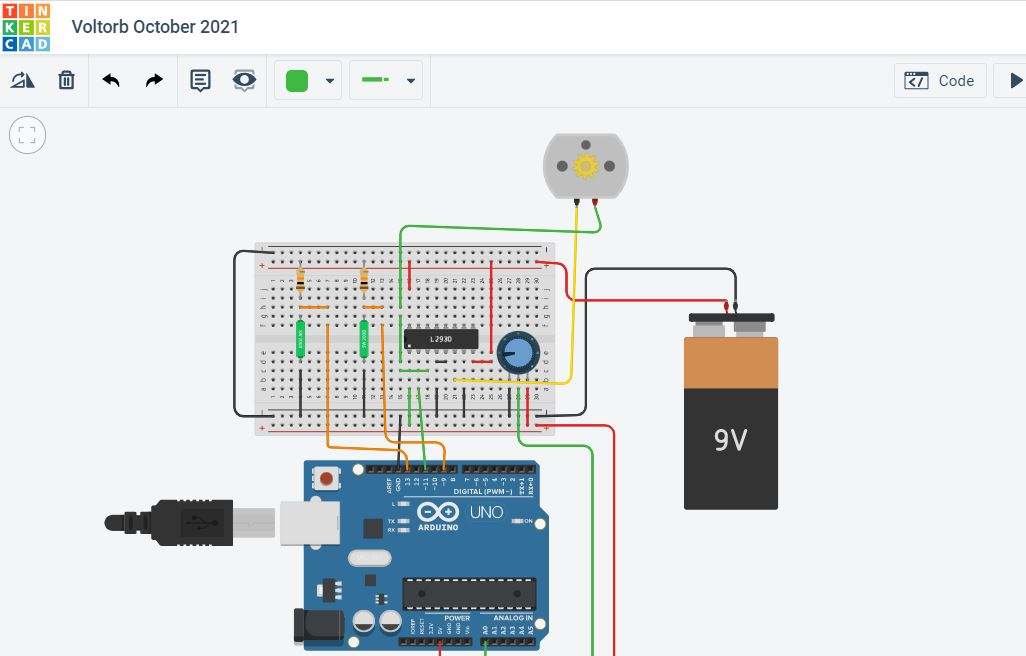 TIN
KER
CAD
Voltorb October 2021
Code
L293D
9V
AREF
GND
13
12
~11
~10
~9
8
7
~6
~5
4
~3
2
TX→1
RX←0
DIGITAL (PWM~)
L
TX
RX
UNO
ON
ARDUINO
POWER
ANALOG IN
IOREF
RESET
3.3V
5V
GND
GND
Vin
A0
A1
A2
A3
A4
A5